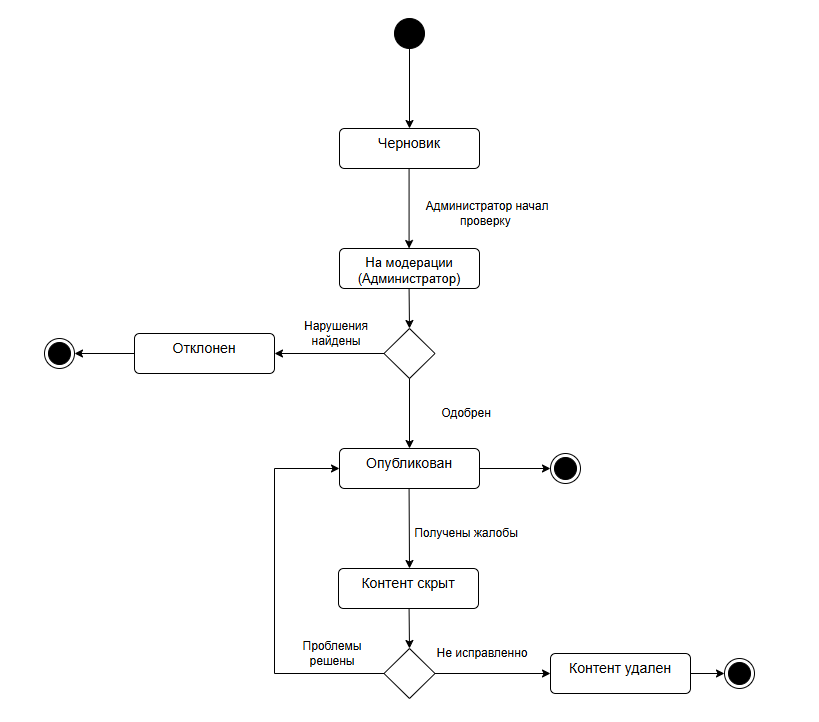 Черновик
Администратор начал
проверку
На модерации
(Администратор)
Нарушения
найдены
Отклонен
Одобрен
Опубликован
Получены жалобы
Контент скрыт
Проблемы
решены
Не исправленно
Контент удален